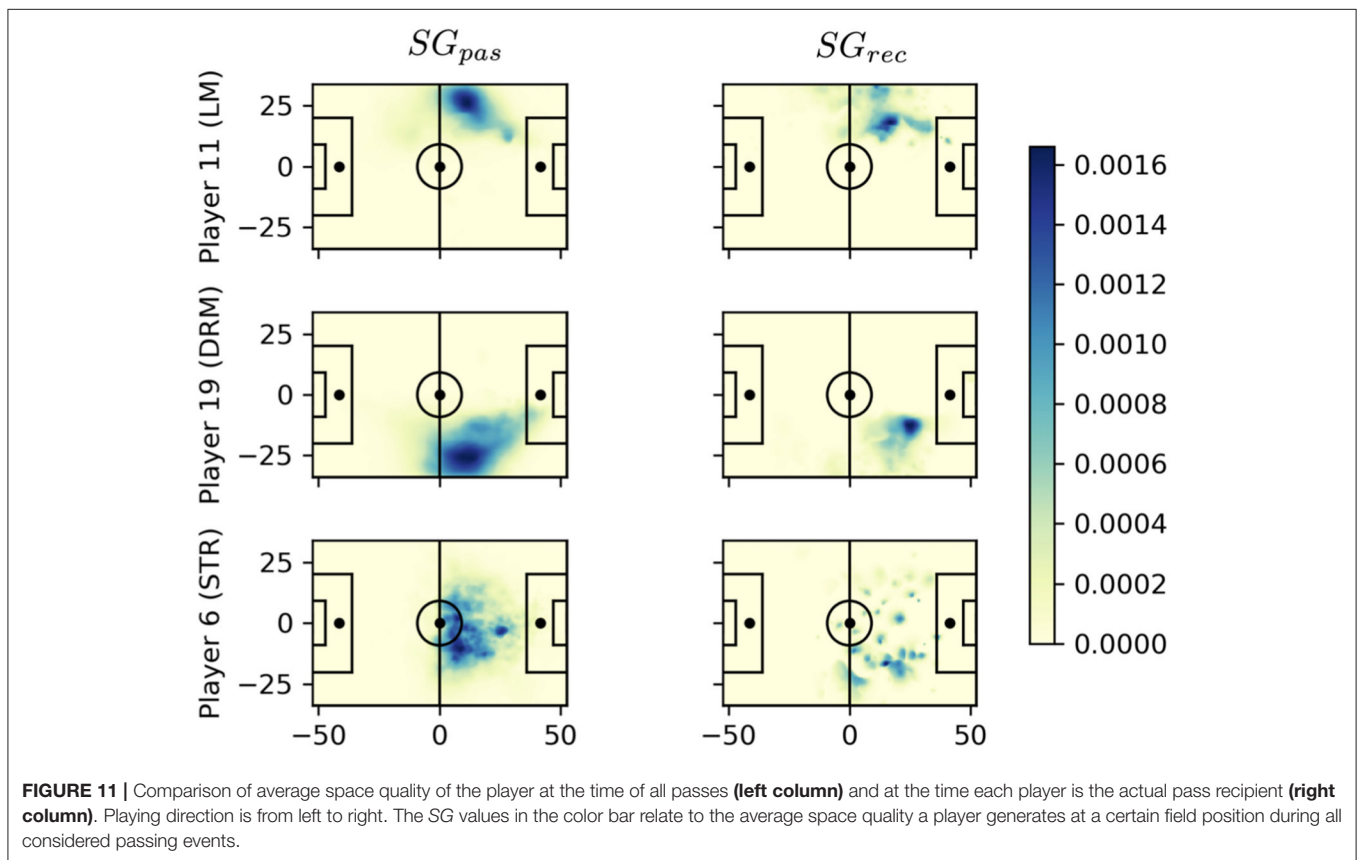 SG_pas SG_rec
Player 11 (LM)
25
0
−25
Player 19 (DRM)
25
0
−25
Player 6 (STR)
25
0
−25
−50 0 50
−50 0 50
0.0016
0.0014
0.0012
0.0010
0.0008
0.0006
0.0004
0.0002
0.0000
FIGURE 11 | Comparison of average space quality of the player at the time of all passes (left column) and at the time each player is the actual pass recipient (right
column). Playing direction is from left to right. The SG values in the color bar relate to the average space quality a player generates at a certain field position during all
considered passing events.